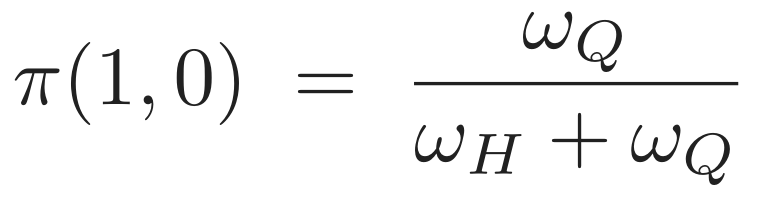 π(1, 0) = ω_Q / (ω_H + ω_Q)